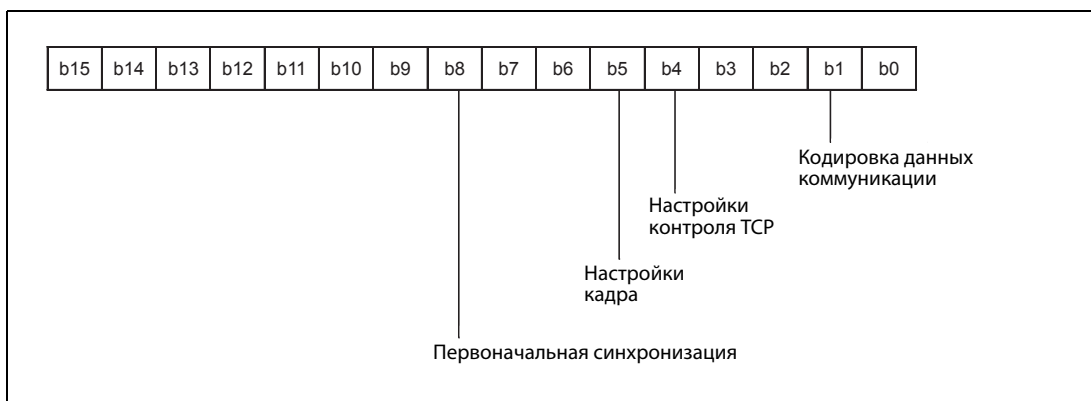 b15 b14 b13 b12 b11 b10 b9 b8 b7 b6 b5 b4 b3 b2 b1 b0
Кодировка данных
коммуникации
Настройки
контроля TCP
Настройки
кадра
Первоначальная синхронизация